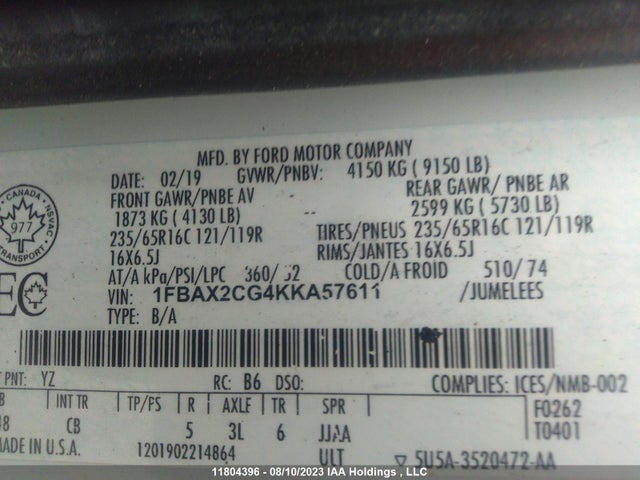 MFD. BY FORD MOTOR COMPANY
DATE: 02/19 GVWR/PNBV: 4150 KG ( 9150 LB)
FRONT GAWR/PNBE AV REAR GAWR/ PNBE AR
1873 KG ( 4130 LB) 2599 KG ( 5730 LB)
235/65R16C 121/119R TIRES/PNEUS 235/65R16C 121/119R
16X6.5J RIMS/JANTES 16X6.5J
AT/A kPa/PSI/LPC 360/ 52 COLD/A FROID 510/ 74
VIN: 1FBAX2CG4KKA57611 /JUMELEES
TYPE: B/A
CANADA
NSVAC
977
TRANSPORT
EC
PNT: YZ RC: B6 DSO: COMPLIES: ICES/NMB-002
B INT TR TP/PS R AXLE TR SPR F0262
48 CB 5 3L 6 JJAA T0401
MADE IN U.S.A. 1201902214864 ULT 5U5A-3520472-AA
11804396 - 08/10/2023 IAA Holdings , LLC